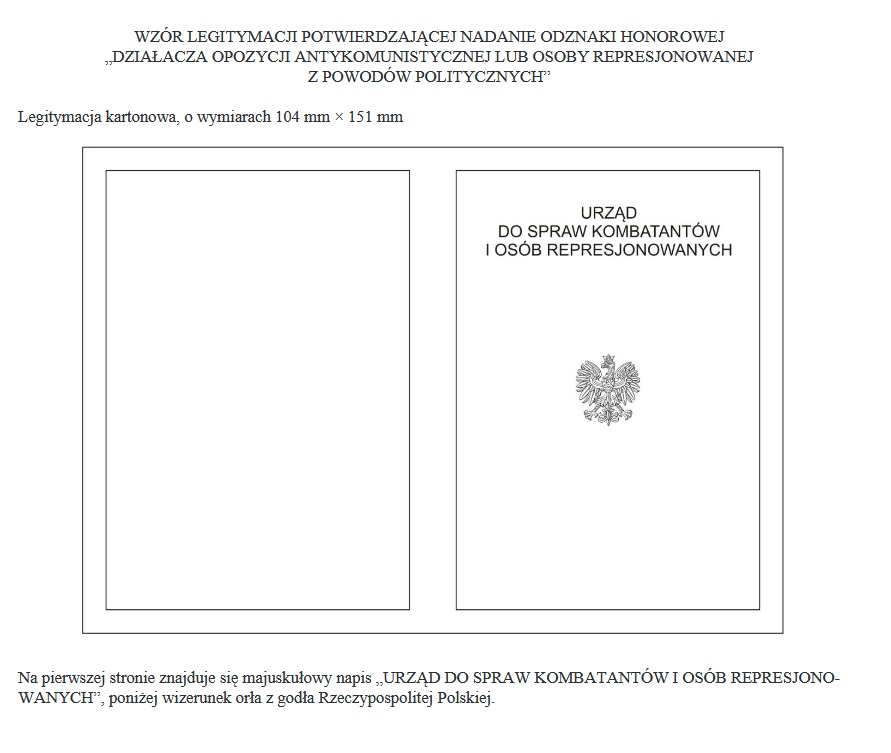 WZÓR LEGITYMACJI POTWIERDZAJĄCEJ NADANIE ODZNAKI HONOROWEJ
„DZIAŁACZA OPOZYCJI ANTYKOMUNISTYCZNEJ LUB OSOBY REPRESJONOWANEJ
Z POWODÓW POLITYCZNYCH”
Legitymacja kartonowa, o wymiarach 104 mm × 151 mm
URZĄD
DO SPRAW KOMBATANTÓW
I OSÓB REPRESJONOWANYCH
Na pierwszej stronie znajduje się majuskułowy napis „URZĄD DO SPRAW KOMBATANTÓW I OSÓB REPRESJONO-
WANYCH”, poniżej wizerunek orła z godła Rzeczypospolitej Polskiej.